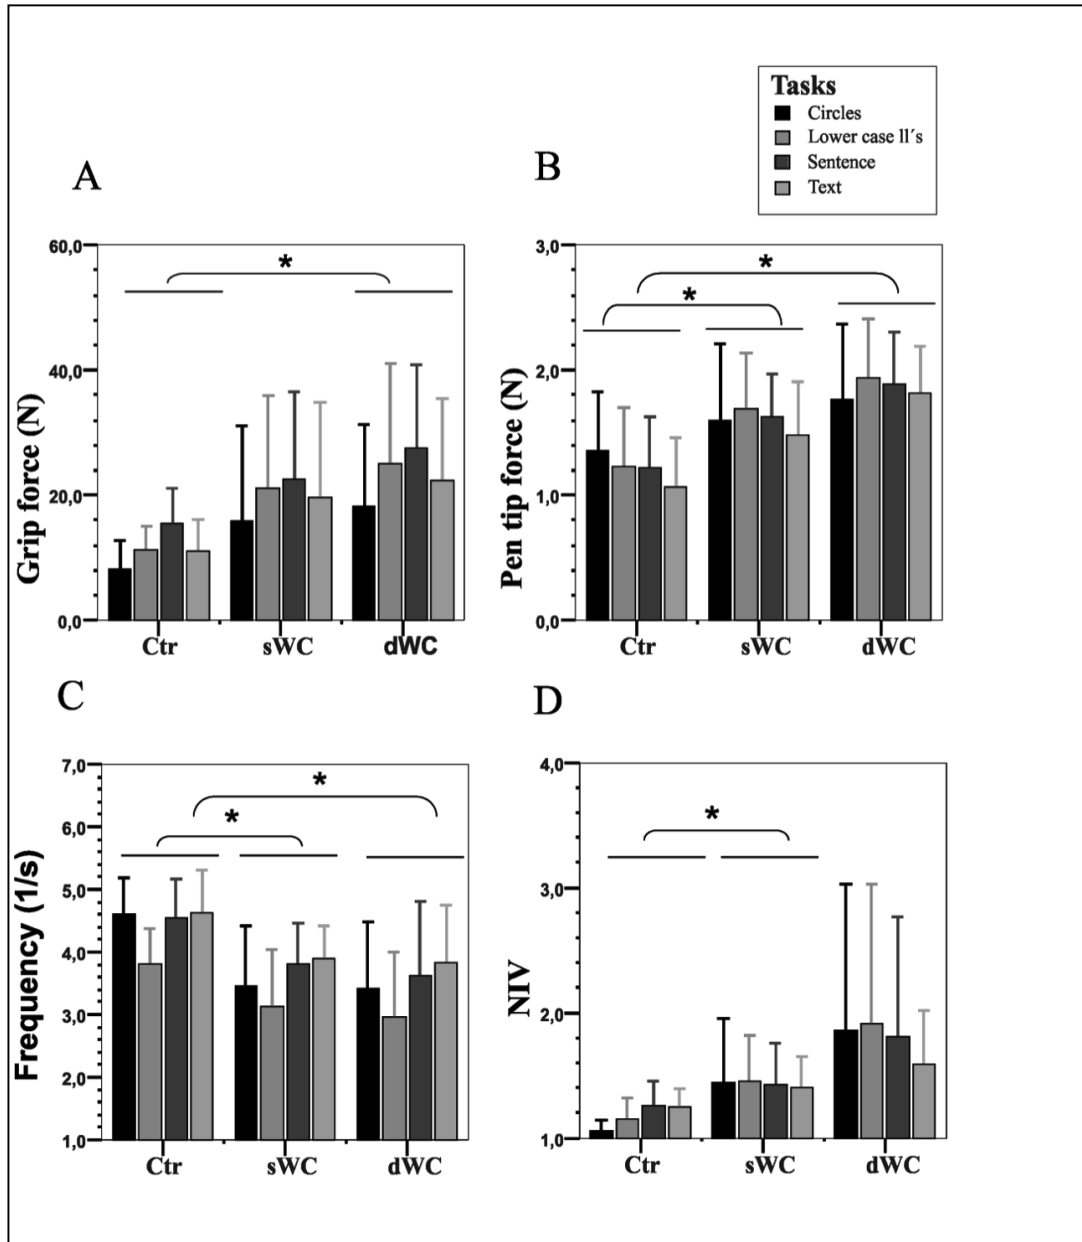 Tasks
Circles
Lower case ll´s
Sentence
Text
A
60,0
40,0
20,0
0,0
Grip force (N)
*
Ctr
sWC
dWC
B
3,0
2,0
1,0
0,0
Pen tip force (N)
*
*
Ctr
sWC
dWC
C
7,0
6,0
5,0
4,0
3,0
2,0
1,0
Frequency (1/s)
*
*
Ctr
sWC
dWC
D
4,0
3,0
2,0
1,0
NIV
*
Ctr
sWC
dWC